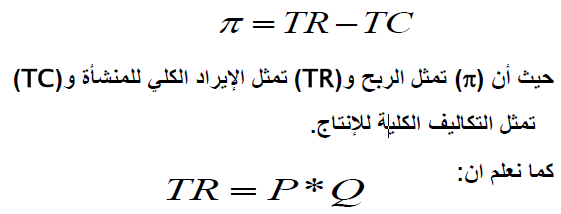 π = TR − TC
حيث أن (π) تمثل الربح و(TR) تمثل الإيراد الكلي للمنشأة و(TC)
تمثل التكاليف الكلية للإنتاج.
كما نعلم ان:
TR = P * Q